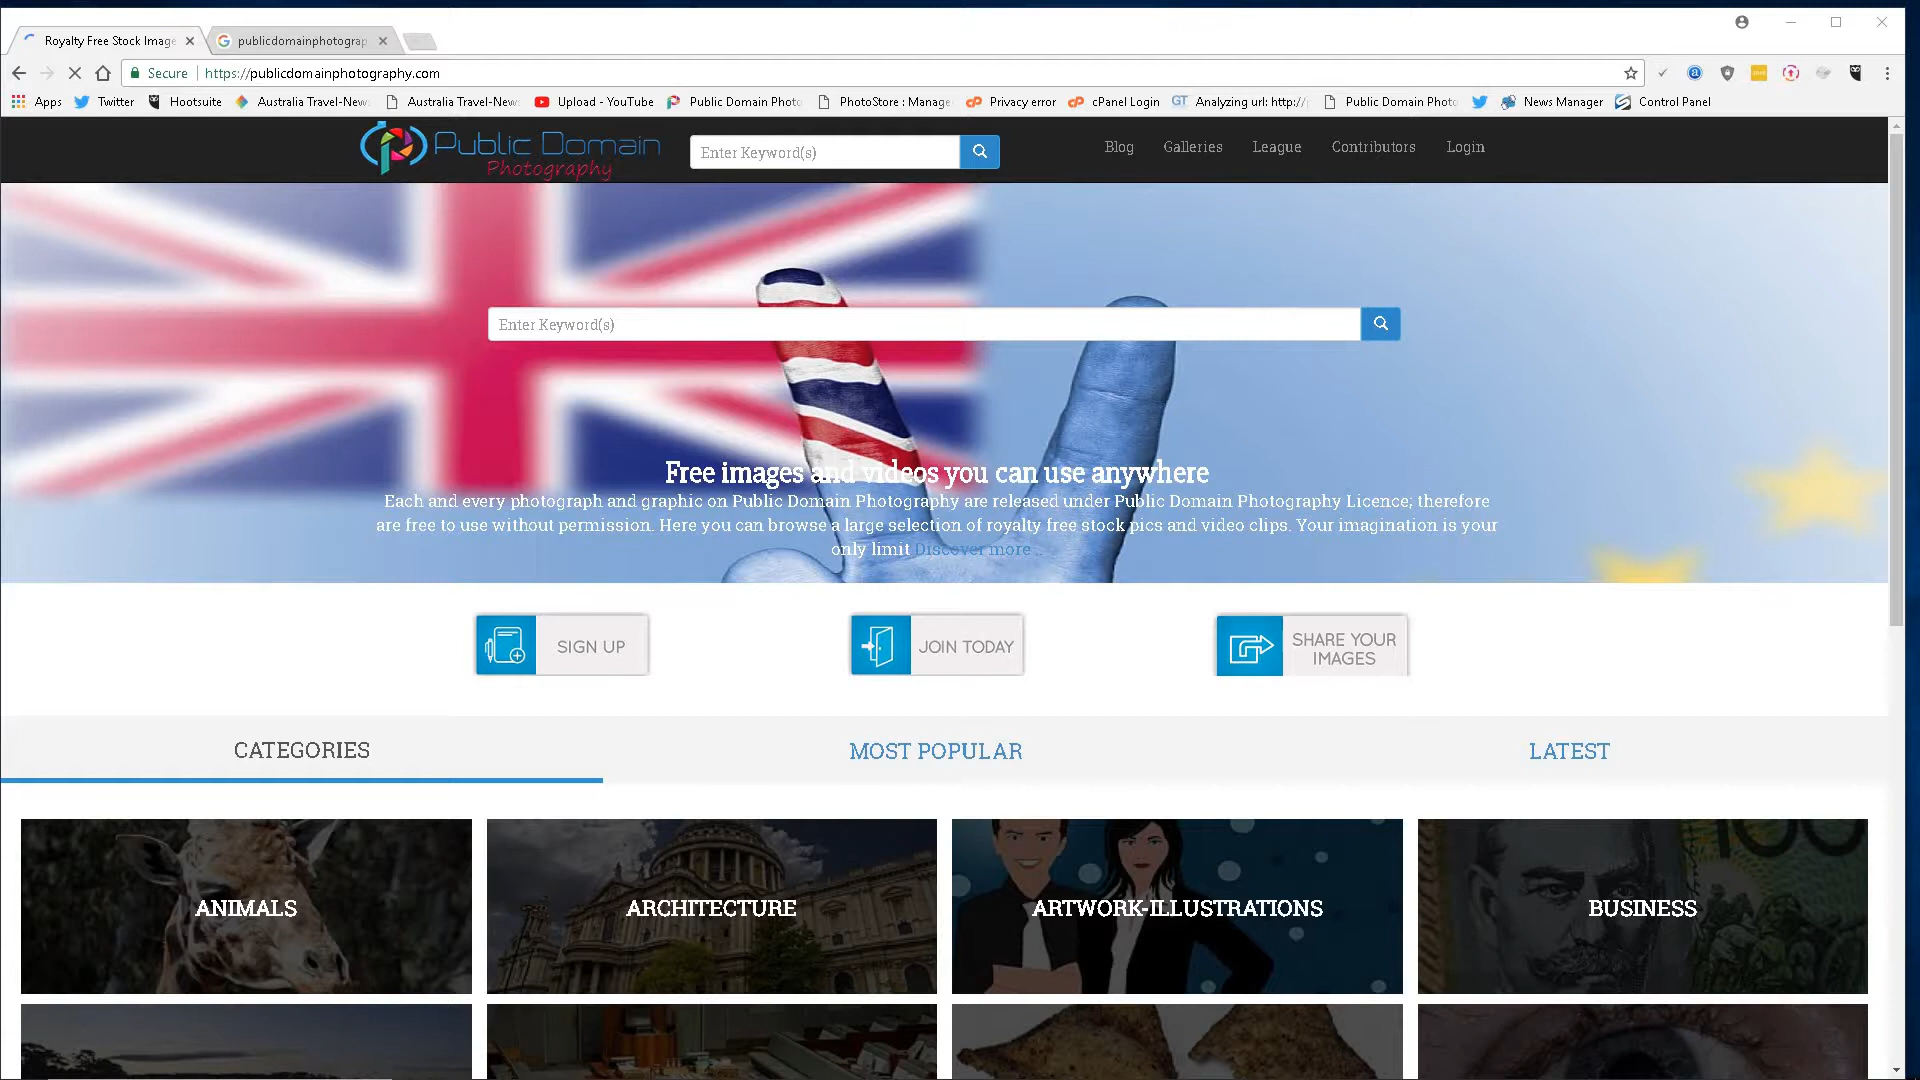 Royalty Free Stock Image
publicdomainphotograp
Secure
https://publicdomainphotography.com
Apps
Twitter
Hootsuite
Australia Travel-New
Australia Travel-New
Upload - YouTube
Public Domain Photo
PhotoStore : Manage
Privacy error
cPanel Login
GT
Analyzing url: http://
Public Domain Photo
News Manager
Control Panel
Public Domain
Photography
Enter Keyword(s)
Blog
Galleries
League
Contributors
Login
Enter Keyword(s)
Free images and videos you can use anywhere
Each and every photograph and graphic on Public Domain Photography are released under Public Domain Photography Licence; therefore
are free to use without permission. Here you can browse a large selection of royalty free stock pics and video clips. Your imagination is your
only limit Discover more ..
SIGN UP
JOIN TODAY
SHARE YOUR
IMAGES
CATEGORIES
MOST POPULAR
LATEST
ANIMALS
ARCHITECTURE
ARTWORK-ILLUSTRATIONS
BUSINESS